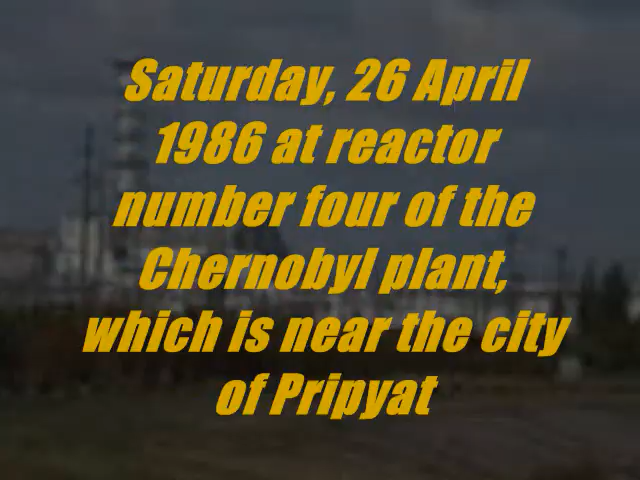 Saturday, 26 April
1986 at reactor
number four of the
Chernobyl plant,
which is near the city
of Pripyat